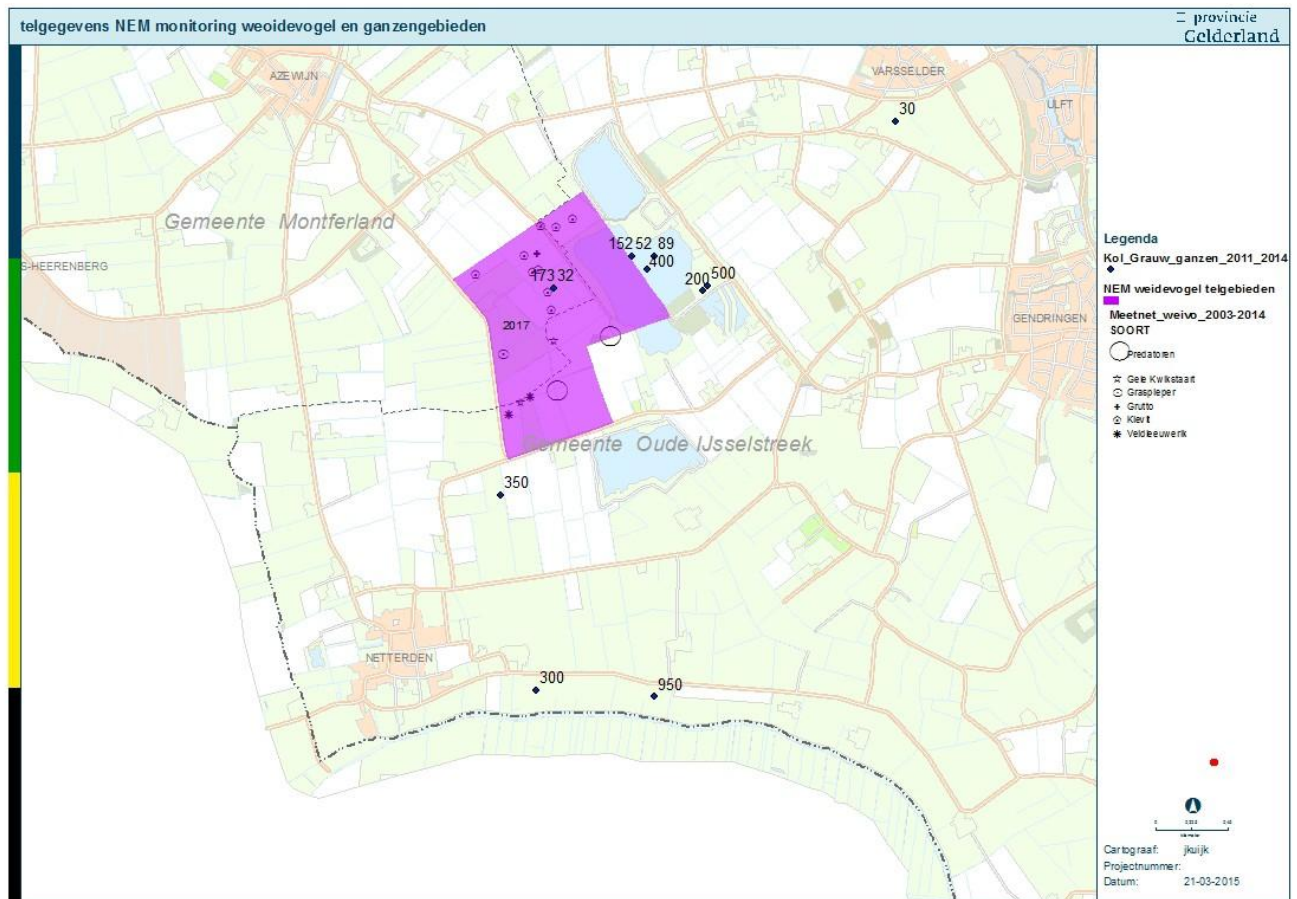 telgegevens NEM monitoring weoidevogel en ganzengebieden
provincie
Gelderland
AZEWIJN
VARSSELDER
ULFT
30
Gemeente Montferland
S-HEERENBERG
152 52 89
400
200 500
173 32
2017
GENDRINGEN
Gemeente Oude IJsselstreek
350
NETTERDEN
300
950
Legenda
Kol_Grauw_ganzen_2011_2014
NEM weidevogel telgebieden
Meetnet_weivo_2003-2014
SOORT
Predatoren
Gele Kwikstaart
Graspieper
Grutto
Kievit
Veldleeuwerik
Cartograaf: jkuijk
Projectnummer:
Datum: 21-03-2015